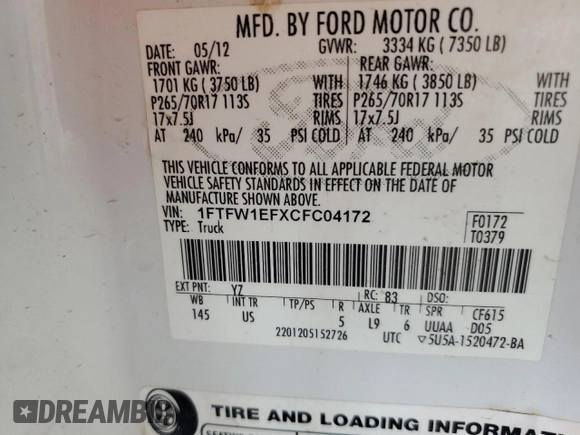 MFD. BY FORD MOTOR CO.
DATE: 05/12 GVWR: 3334 KG ( 7350 LB)
FRONT GAWR: REAR GAWR:
1701 KG ( 3750 LB) WITH 1746 KG ( 3850 LB) WITH
P265/70R17 113S TIRES P265/70R17 113S TIRES
17x7.5J RIMS 17x7.5J RIMS
AT 240 kPa/ 35 PSI COLD AT 240 kPa/ 35 PSI COLD
THIS VEHICLE CONFORMS TO ALL APPLICABLE FEDERAL MOTOR
VEHICLE SAFETY STANDARDS IN EFFECT ON THE DATE OF
MANUFACTURE SHOWN ABOVE.
VIN: 1FTFW1EFXCFC04172 F0172
TYPE: Truck T0379
EXT PNT: YZ RC: 83 DSO:
WB INT TR TP/PS R AXLE TR SPR CF615
145 US 5 L9 6 UUAA D05
2201205152726 UTC ▽5U5A-1520472-BA
TIRE AND LOADING INFORMATI
DREAMBID